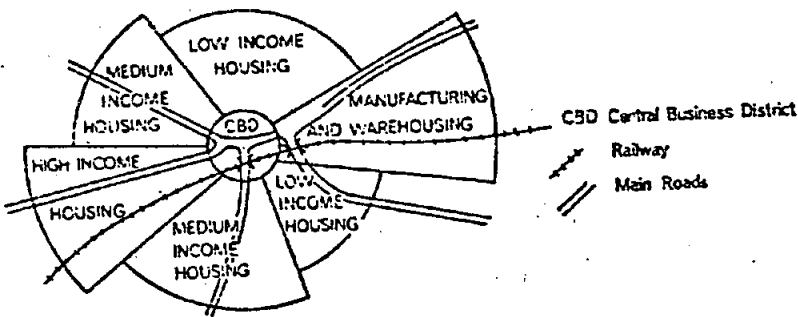 LOW INCOME
HOUSING
MEDIUM
INCOME
HOUSING
CBD
MANUFACTURING
AND WAREHOUSING
HIGH INCOME
HOUSING
LOW
INCOME
HOUSING
MEDIUM
INCOME
HOUSING
CBD Central Business District
Railway
Main Roads